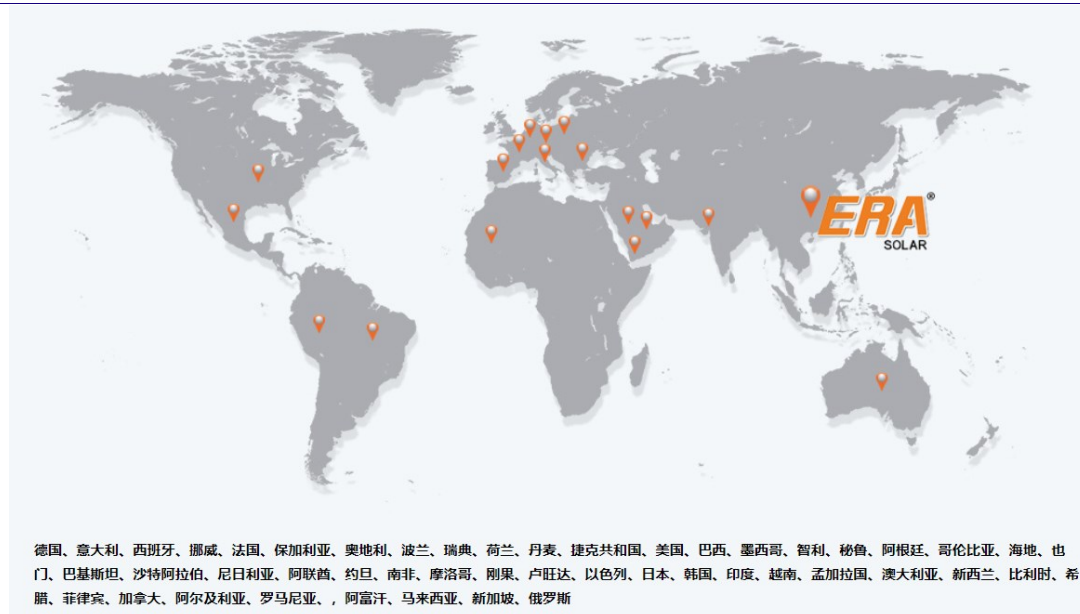 ERA®
SOLAR
德国、意大利、西班牙、挪威、法国、保加利亚、奥地利、波兰、瑞典、荷兰、丹麦、捷克共和国、美国、巴西、墨西哥、智利、秘鲁、阿根廷、哥伦比亚、海地、也
门、巴基斯坦、沙特阿拉伯、尼日利亚、阿联酋、约旦、南非、摩洛哥、刚果、卢旺达、以色列、日本、韩国、印度、越南、孟加拉国、澳大利亚、新西兰、比利时、希
腊、菲律宾、加拿大、阿尔及利亚、罗马尼亚、，阿富汗、马来西亚、新加坡、俄罗斯